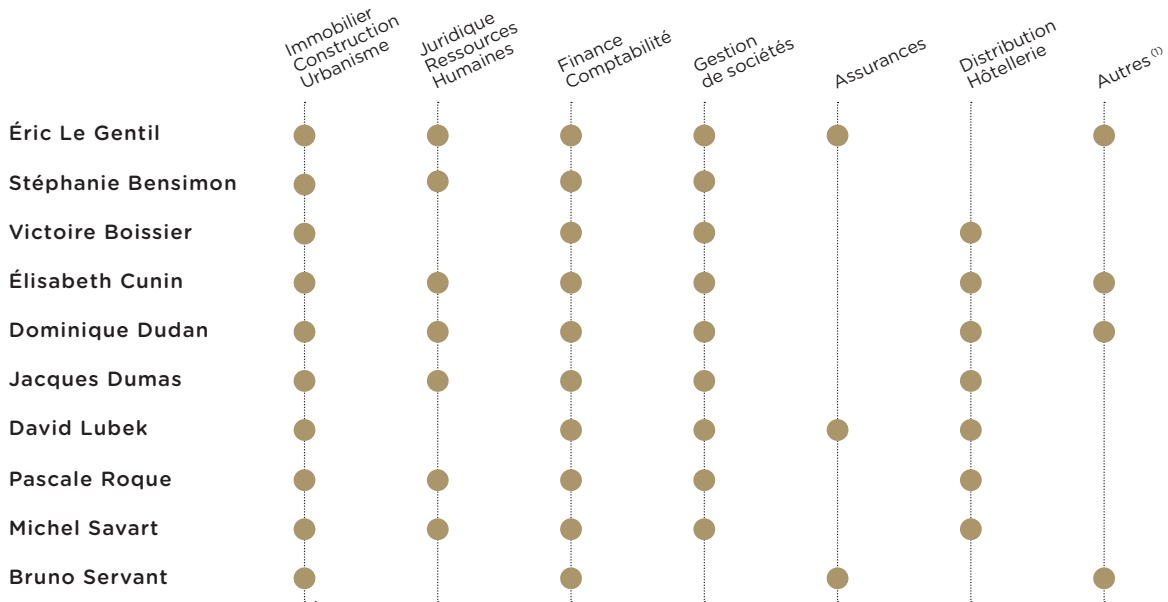 Immobilier
Construction
Urbanisme
Juridique
Ressources
Humaines
Finance
Comptabilité
Gestion
de sociétés
Assurances
Distribution
Hôtellerie
Autres (1)
Éric Le Gentil
Stéphanie Bensimon
Victoire Boissier
Élisabeth Cunin
Dominique Dudan
Jacques Dumas
David Lubek
Pascale Roque
Michel Savart
Bruno Servant